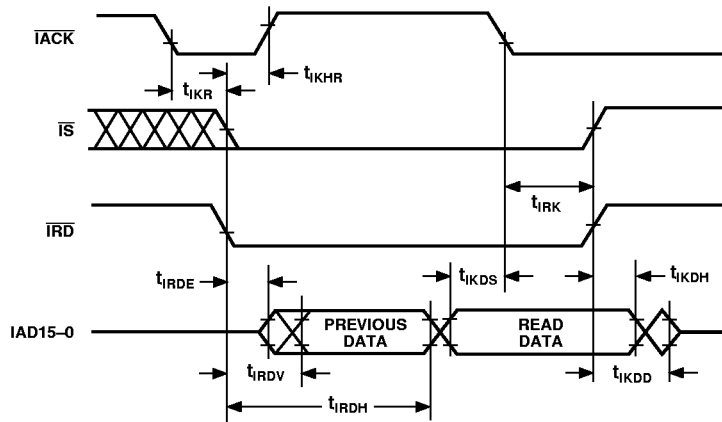 IACK
tIKHR
tIKR
IS
tIRK
IRD
tIRDE
tIKDS
tIKDH
IAD15–0
PREVIOUS
DATA
READ
DATA
tIRDV
tIKDD
tIRDH